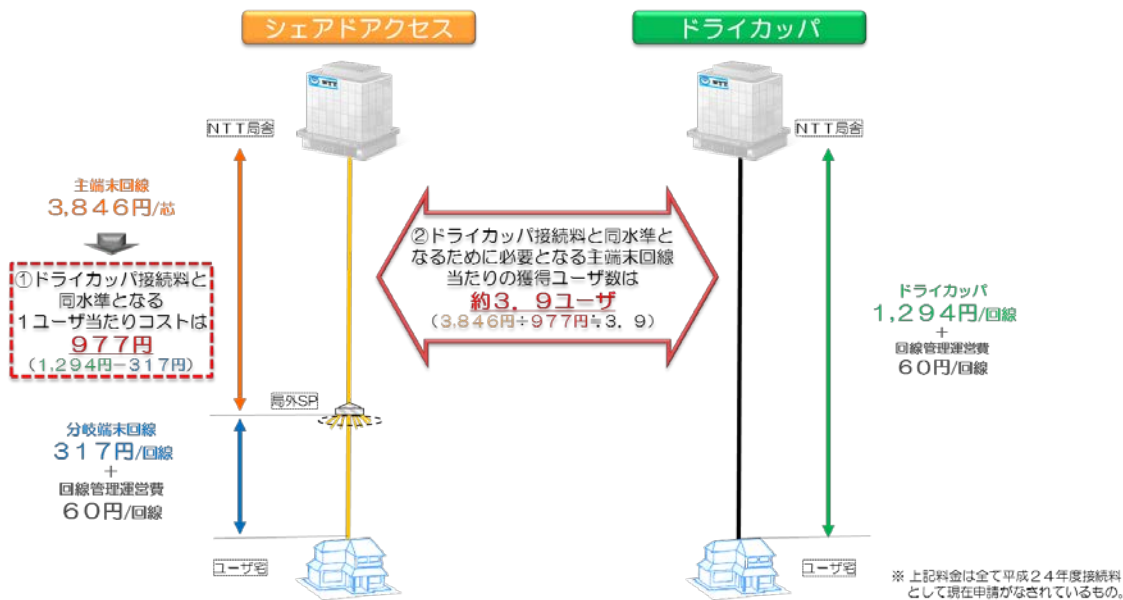 シェアドアクセス
ドライカッパ
NTT
NTT
ＮＴＴ局舎
ＮＴＴ局舎
主端末回線
３,８４６円/芯
①ドライカッパ接続料と
同水準となる
１ユーザ当たりコストは
９７７円
（１,２９４円－３１７円）
②ドライカッパ接続料と同水準と
なるために必要となる主端末回線
当たりの獲得ユーザ数は
約３．９ユーザ
（３,８４６円÷９７７円≒３．９）
ドライカッパ
１,２９４円/回線
＋
回線管理運営費
６０円/回線
局外SP
分岐端末回線
３１７円/回線
＋
回線管理運営費
６０円/回線
ユーザ宅
ユーザ宅
※ 上記料金は全て平成２４年度接続料
として現在申請がなされているもの。